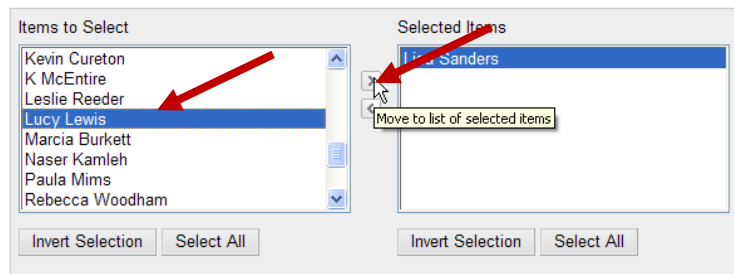 Items to Select
Selected Items
Kevin Cureton
K McEntire
Leslie Reeder
Lucy Lewis
Marcia Burkett
Naser Kamleh
Paula Mims
Rebecca Woodham
Sanders
>
<
Move to list of selected items
Invert Selection
Select All
Invert Selection
Select All